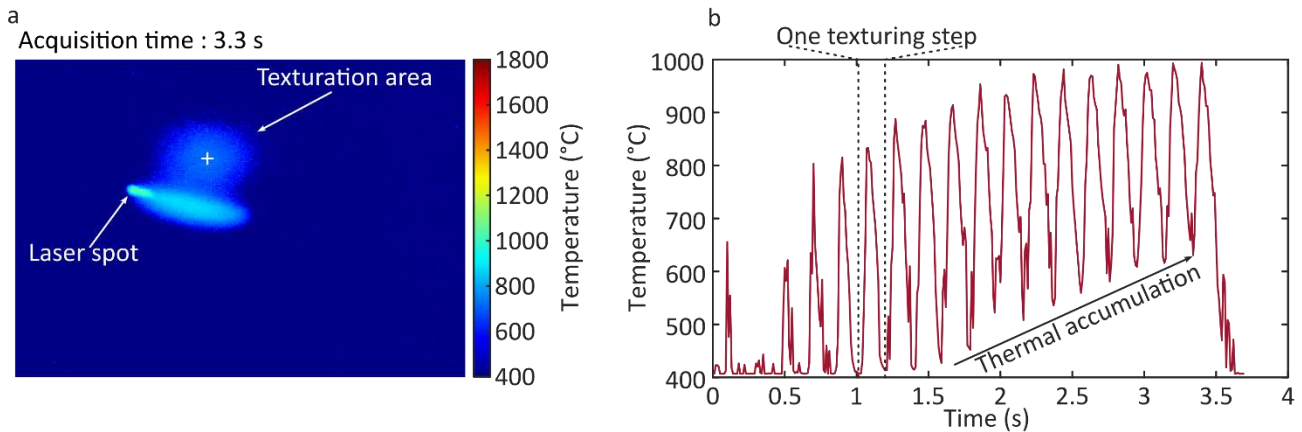 a
Acquisition time : 3.3 s
Texturation area
Laser spot
1800
1600
1400
1200
1000
800
600
400
Temperature (°C)
b
One texturing step
1000
900
800
700
600
500
400
Temperature (°C)
Thermal accumulation
0
0.5
1
1.5
2
2.5
3
3.5
4
Time (s)